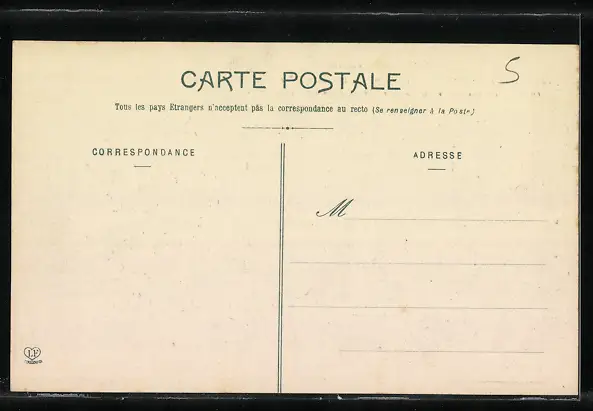 S
CARTE POSTALE
Tous les pays Etrangers n'acceptent pas la correspondance au recto (Se renseigner à la Poste)
CORRESPONDANCE
ADRESSE
M